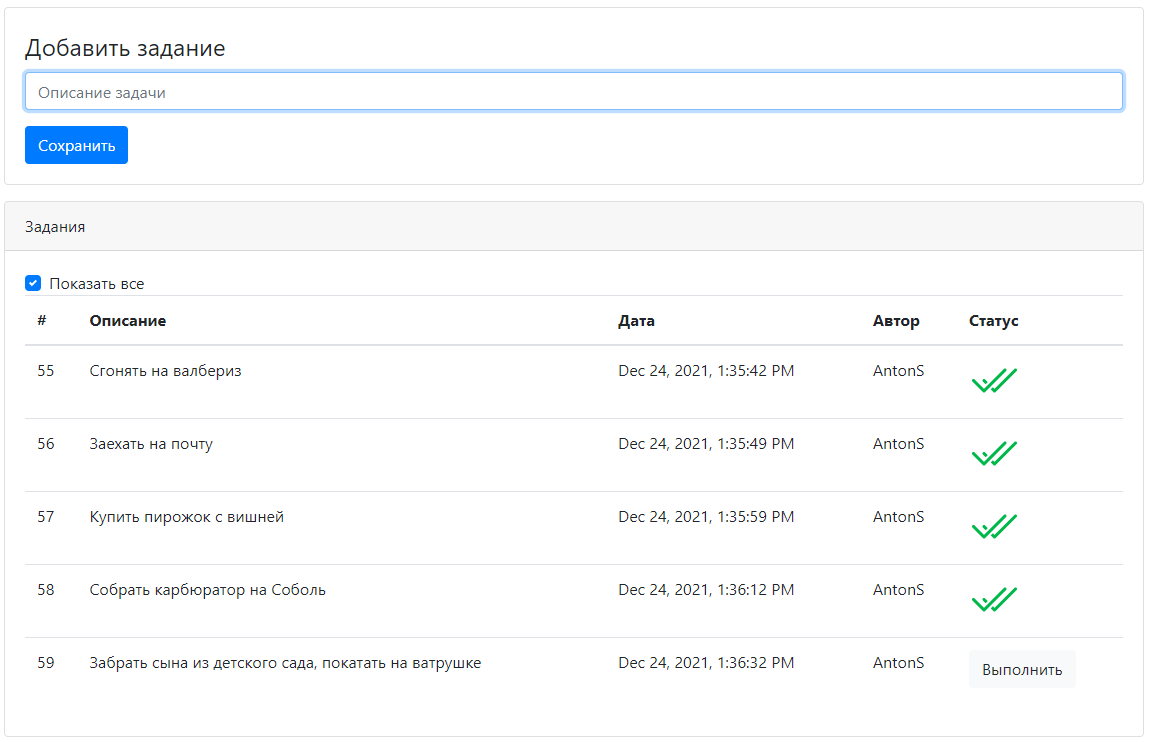 Добавить задание
Описание задачи
Сохранить
Задания
Показать все
# Описание Дата Автор Статус
55 Сгонять на валбериз Dec 24, 2021, 1:35:42 PM AntonS
56 Заехать на почту Dec 24, 2021, 1:35:49 PM AntonS
57 Купить пирожок с вишней Dec 24, 2021, 1:35:59 PM AntonS
58 Собрать карбюратор на Соболь Dec 24, 2021, 1:36:12 PM AntonS
59 Забрать сына из детского сада, покатать на ватрушке Dec 24, 2021, 1:36:32 PM AntonS Выполнить